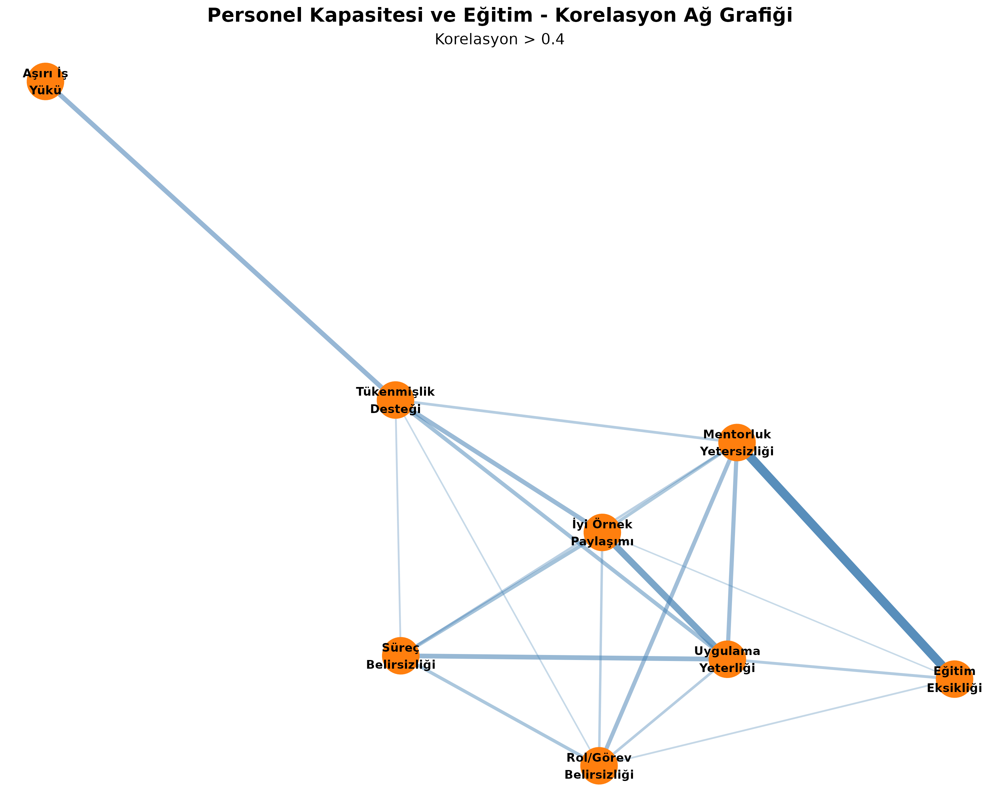 Personel Kapasitesi ve Eğitim - Korelasyon Ağ Grafiği
Korelasyon > 0.4
Aşırı İş
Yükü
Tükenmişlik
Desteği
Mentorluk
Yetersizliği
İyi Örnek
Paylaşımı
Süreç
Belirsizliği
Uygulama
Yeterliği
Eğitim
Eksikliği
Rol/Görev
Belirsizliği